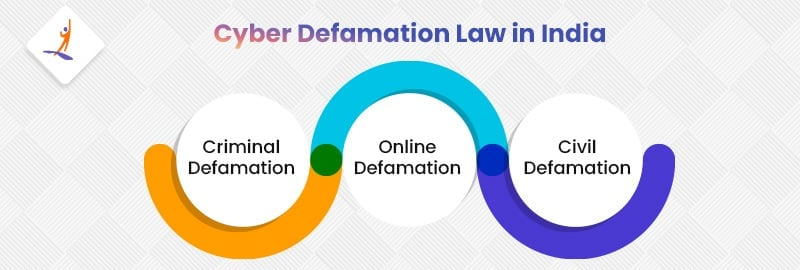 Cyber Defamation Law in India
Criminal
Defamation
Online
Defamation
Civil
Defamation